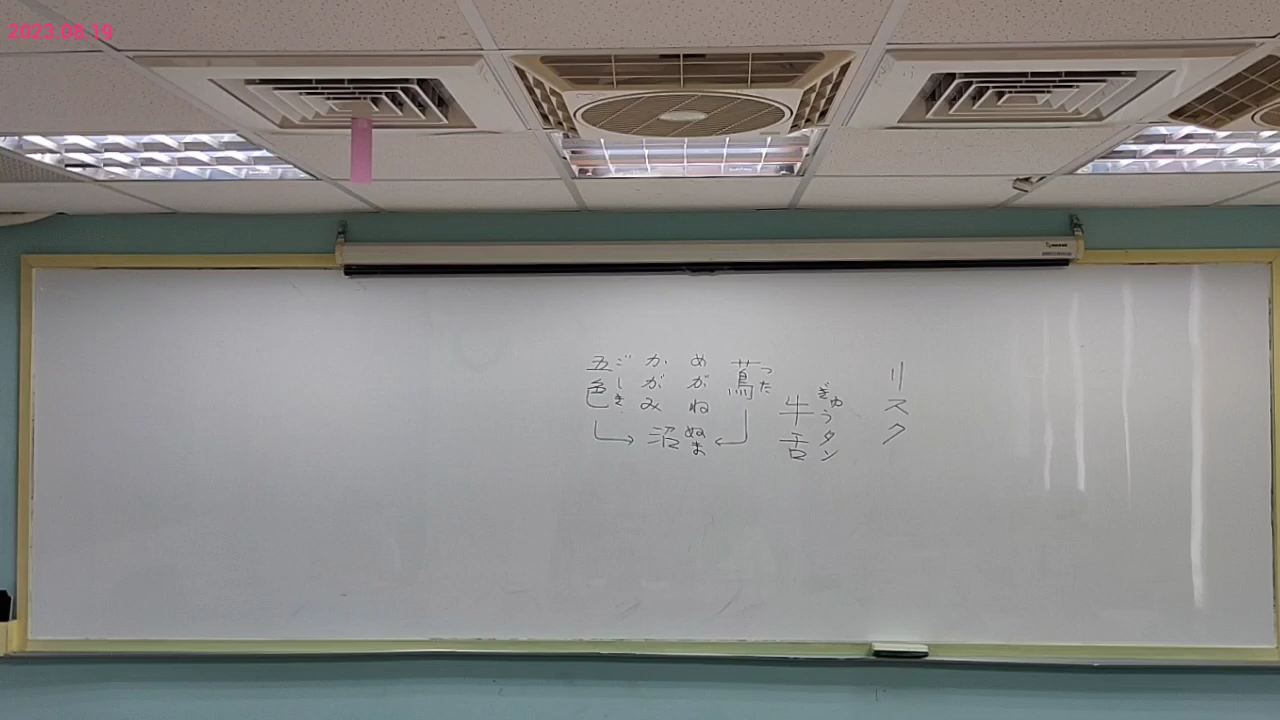 2023.08.19
リスク
ぎゅうタン
牛舌
つた
蔦
めがね
かがみ
ごしき
五色
ぬま
沼